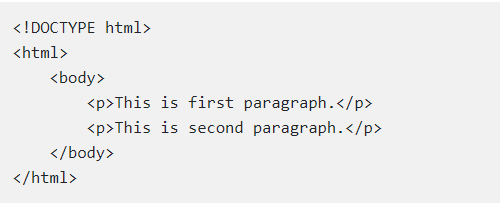 <!DOCTYPE html>
<html>
    <body>
        <p>This is first paragraph.</p>
        <p>This is second paragraph.</p>
    </body>
</html>